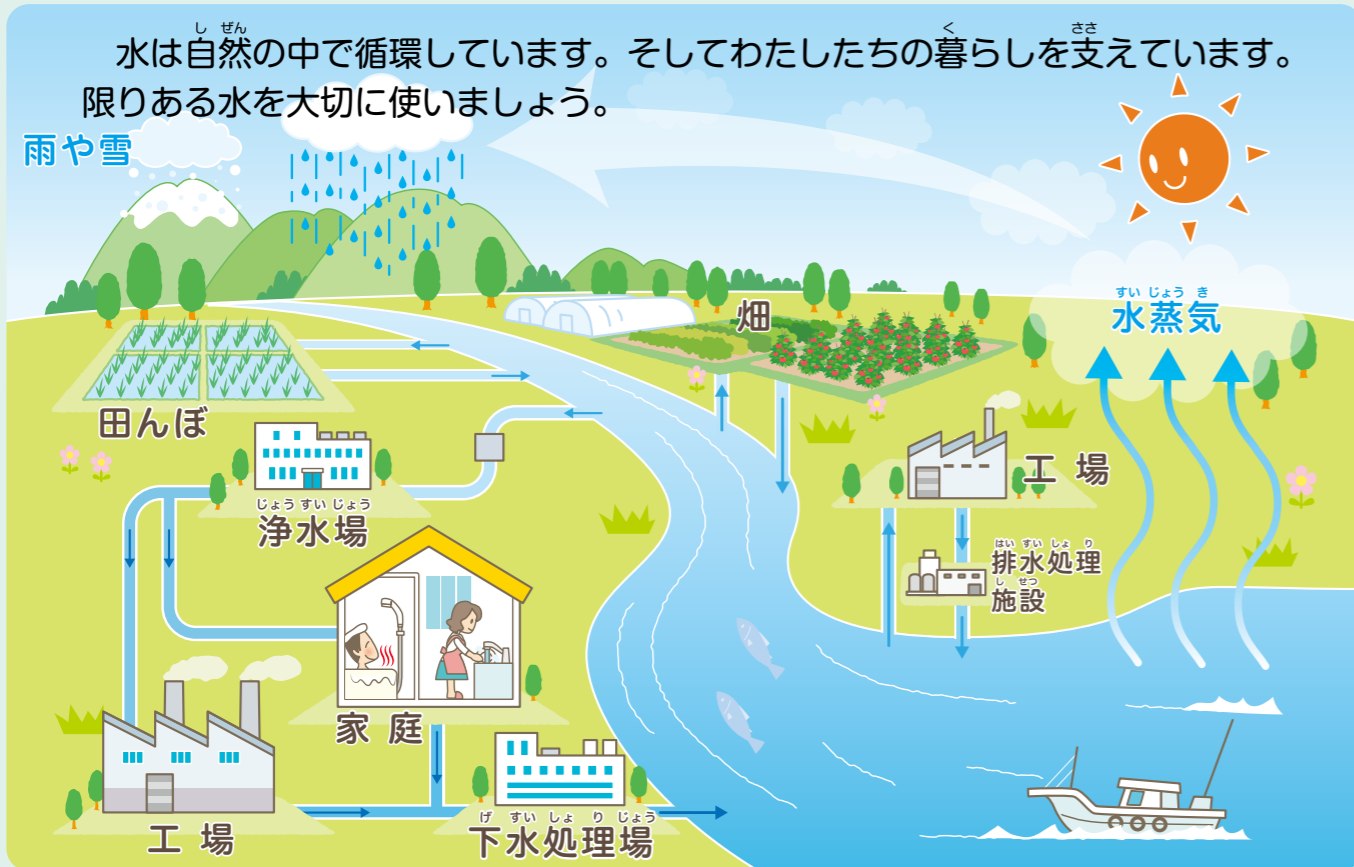 水は自然の中で循環しています。そしてわたしたちの暮らしを支えています。
限りある水を大切に使いましょう。
雨や雪
水蒸気
畑
田んぼ
工場
浄水場
排水処理
施設
家庭
工場
下水処理場